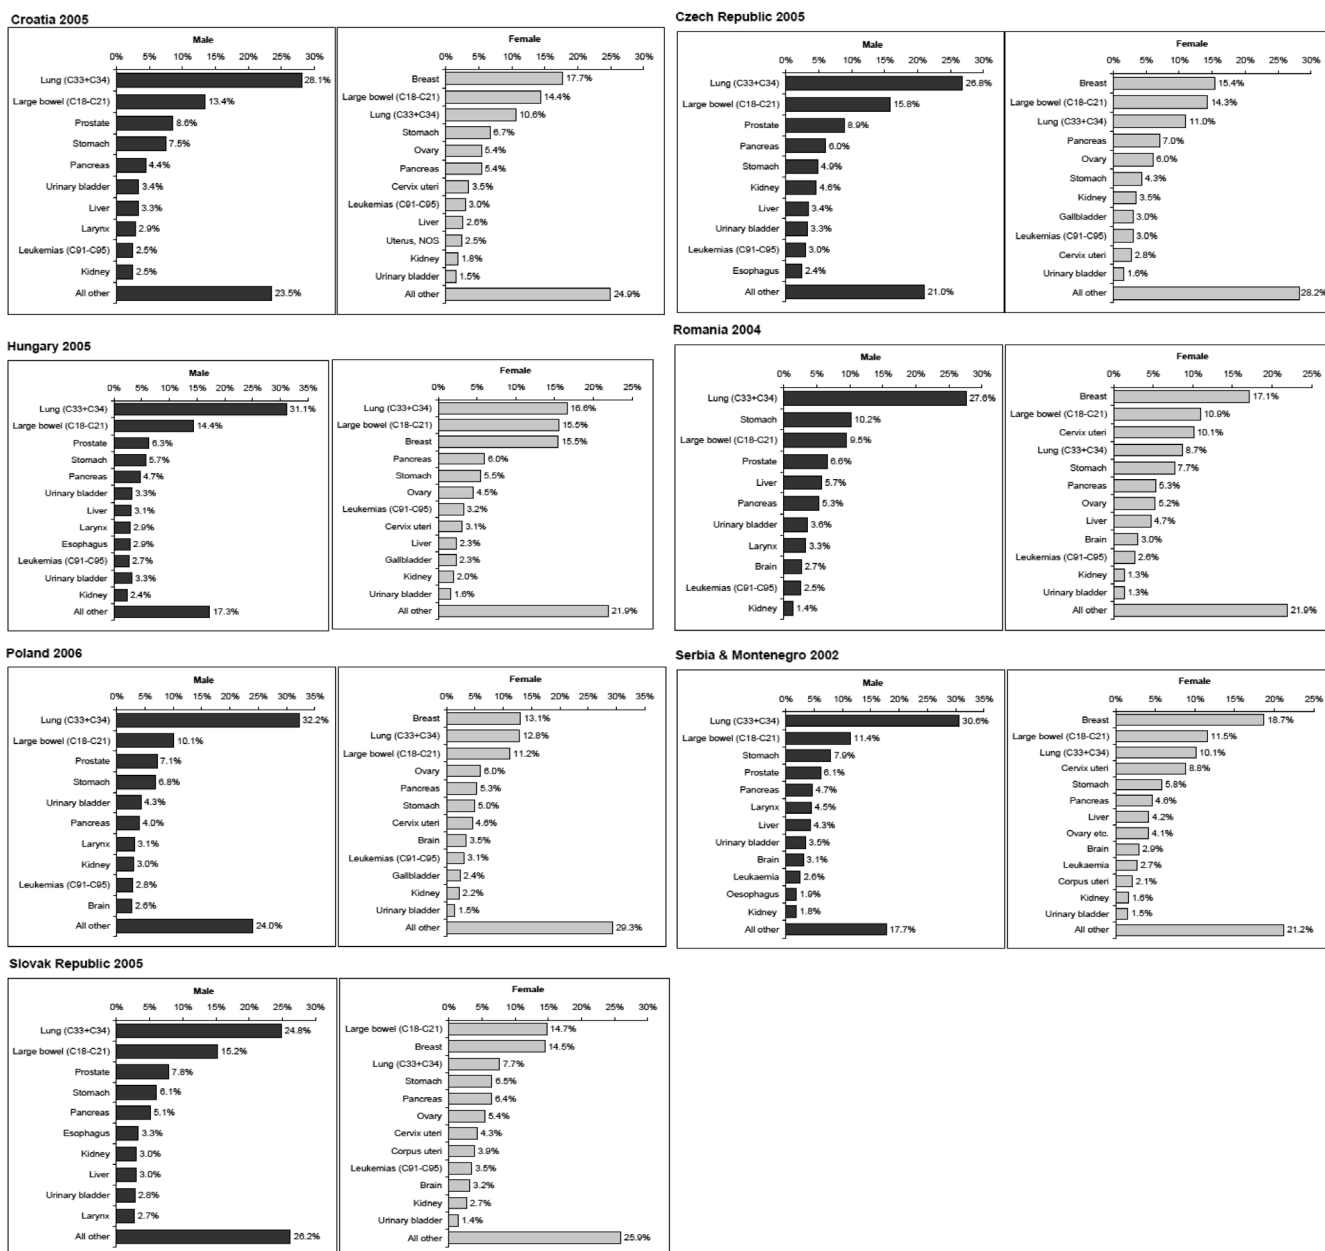 Croatia 2005
Male
0% 5% 10% 15% 20% 25% 30%
Lung (C33+C34) 28.1%
Large bowel (C18-C21) 13.4%
Prostate 8.6%
Stomach 7.5%
Pancreas 4.4%
Urinary bladder 3.4%
Liver 3.3%
Larynx 2.9%
Leukemias (C91-C95) 2.5%
Kidney 2.5%
All other 23.5%
Female
0% 5% 10% 15% 20% 25% 30%
Breast 17.7%
Large bowel (C18-C21) 14.4%
Lung (C33+C34) 10.6%
Stomach 6.7%
Ovary 5.4%
Pancreas 5.4%
Cervix uteri 3.5%
Leukemias (C91-C95) 3.0%
Liver 2.6%
Uterus, NOS 2.5%
Kidney 1.8%
Urinary bladder 1.5%
All other 24.9%
Czech Republic 2005
Male
0% 5% 10% 15% 20% 25% 30%
Lung (C33+C34) 26.8%
Large bowel (C18-C21) 15.8%
Prostate 8.9%
Pancreas 6.0%
Stomach 4.9%
Kidney 4.6%
Liver 3.4%
Urinary bladder 3.3%
Leukemias (C91-C95) 3.0%
Esophagus 2.4%
All other 21.0%
Female
0% 5% 10% 15% 20% 25% 30%
Breast 15.4%
Large bowel (C18-C21) 14.3%
Lung (C33+C34) 11.0%
Pancreas 7.0%
Ovary 6.0%
Stomach 4.3%
Kidney 3.5%
Gallbladder 3.0%
Leukemias (C91-C95) 3.0%
Cervix uteri 2.8%
Urinary bladder 1.6%
All other 28.2%
Hungary 2005
Male
0% 5% 10% 15% 20% 25% 30% 35%
Lung (C33+C34) 31.1%
Large bowel (C18-C21) 14.4%
Prostate 6.3%
Stomach 5.7%
Pancreas 4.7%
Urinary bladder 3.3%
Liver 3.1%
Larynx 2.9%
Esophagus 2.9%
Leukemias (C91-C95) 2.7%
Urinary bladder 3.3%
Kidney 2.4%
All other 17.3%
Female
0% 5% 10% 15% 20% 25%
Lung (C33+C34) 16.6%
Large bowel (C18-C21) 15.5%
Breast 15.5%
Pancreas 6.0%
Stomach 5.5%
Ovary 4.5%
Leukemias (C91-C95) 3.2%
Cervix uteri 3.1%
Liver 2.3%
Gallbladder 2.3%
Kidney 2.0%
Urinary bladder 1.6%
All other 21.9%
Romania 2004
Male
0% 5% 10% 15% 20% 25% 30%
Lung (C33+C34) 27.6%
Stomach 10.2%
Large bowel (C18-C21) 9.5%
Prostate 6.6%
Liver 5.7%
Pancreas 5.3%
Urinary bladder 3.6%
Larynx 3.3%
Brain 2.7%
Leukemias (C91-C95) 2.5%
Kidney 1.4%
Female
0% 5% 10% 15% 20% 25%
Breast 17.1%
Large bowel (C18-C21) 10.9%
Cervix uteri 10.1%
Lung (C33+C34) 8.7%
Stomach 7.7%
Pancreas 5.3%
Ovary 5.2%
Liver 4.7%
Brain 3.0%
Leukemias (C91-C95) 2.6%
Kidney 1.3%
Urinary bladder 1.3%
All other 21.9%
Poland 2006
Male
0% 5% 10% 15% 20% 25% 30% 35%
Lung (C33+C34) 32.2%
Large bowel (C18-C21) 10.1%
Prostate 7.1%
Stomach 6.8%
Urinary bladder 4.3%
Pancreas 4.0%
Larynx 3.1%
Kidney 3.0%
Leukemias (C91-C95) 2.8%
Brain 2.6%
All other 24.0%
Female
0% 5% 10% 15% 20% 25% 30% 35%
Breast 13.1%
Lung (C33+C34) 12.8%
Large bowel (C18-C21) 11.2%
Ovary 6.0%
Pancreas 5.3%
Stomach 5.0%
Cervix uteri 4.6%
Brain 3.5%
Leukemias (C91-C95) 3.1%
Gallbladder 2.4%
Kidney 2.2%
Urinary bladder 1.5%
All other 29.3%
Serbia & Montenegro 2002
Male
0% 5% 10% 15% 20% 25% 30% 35%
Lung (C33+C34) 30.6%
Large bowel (C18-C21) 11.4%
Stomach 7.9%
Prostate 6.1%
Pancreas 4.7%
Larynx 4.5%
Liver 4.3%
Urinary bladder 3.5%
Brain 3.1%
Leukaemia 2.6%
Oesophagus 1.9%
Kidney 1.8%
All other 17.7%
Female
0% 5% 10% 15% 20% 25%
Breast 18.7%
Large bowel (C18-C21) 11.5%
Lung (C33+C34) 10.1%
Cervix uteri 8.8%
Stomach 5.8%
Pancreas 4.6%
Liver 4.2%
Ovary etc. 4.1%
Brain 2.9%
Leukaemia 2.7%
Corpus uteri 2.1%
Kidney 1.6%
Urinary bladder 1.5%
All other 21.2%
Slovak Republic 2005
Male
0% 5% 10% 15% 20% 25% 30%
Lung (C33+C34) 24.8%
Large bowel (C18-C21) 15.2%
Prostate 7.8%
Stomach 6.1%
Pancreas 5.1%
Esophagus 3.3%
Kidney 3.0%
Liver 3.0%
Urinary bladder 2.8%
Larynx 2.7%
All other 26.2%
Female
0% 5% 10% 15% 20% 25% 30%
Large bowel (C18-C21) 14.7%
Breast 14.5%
Lung (C33+C34) 7.7%
Stomach 6.5%
Pancreas 6.4%
Ovary 5.4%
Cervix uteri 4.3%
Corpus uteri 3.9%
Leukemias (C91-C95) 3.5%
Brain 3.2%
Kidney 2.7%
Urinary bladder 1.4%
All other 25.9%